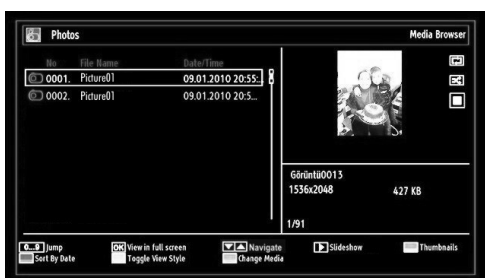 Photos
Media Browser
No File Name Date/Time
0001. Picture01 09.01.2010 20:55:..
0002. Picture01 09.01.2010 20:5...
Görüntü0013
1536x2048 427 KB
1/91
0...9 Jump OK View in full screen Navigate Slideshow Thumbnails
Sort By Date Toggle View Style Change Media